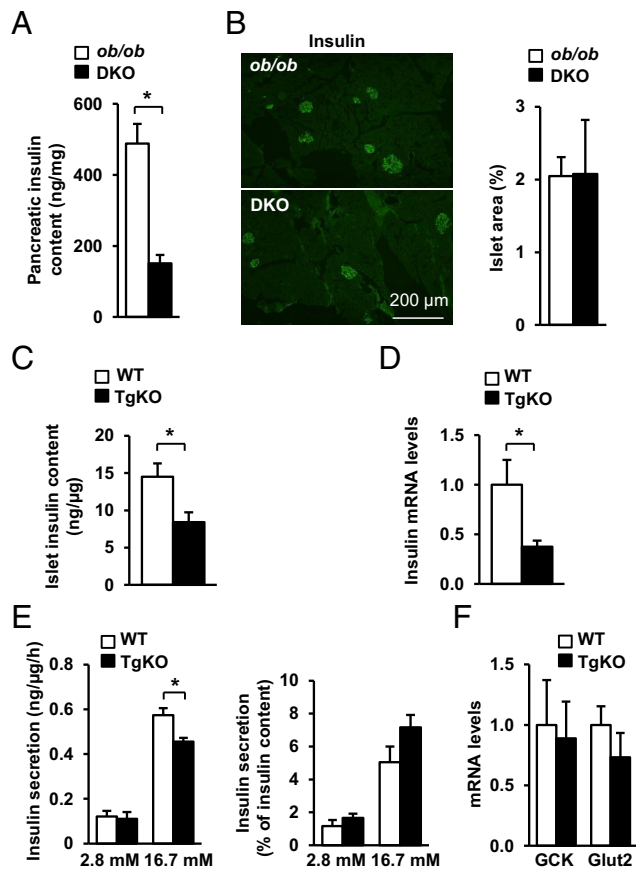 A
ob/ob
DKO
Pancreatic insulin
content (ng/mg)
600
400
200
0
*
B
Insulin
ob/ob
DKO
200 µm
ob/ob
DKO
Islet area (%)
3
2
1
0
C
WT
TgKO
Islet insulin content
(ng/µg)
20
15
10
5
0
*
D
WT
TgKO
Insulin mRNA levels
1.5
1.0
0.5
0.0
*
E
WT
TgKO
Insulin secretion (ng/µg/h)
0.8
0.6
0.4
0.2
0
*
2.8 mM 16.7 mM
Insulin secretion
(% of insulin content)
10
8
6
4
2
0
2.8 mM 16.7 mM
F
WT
TgKO
mRNA levels
1.5
1.0
0.5
0.0
GCK Glut2